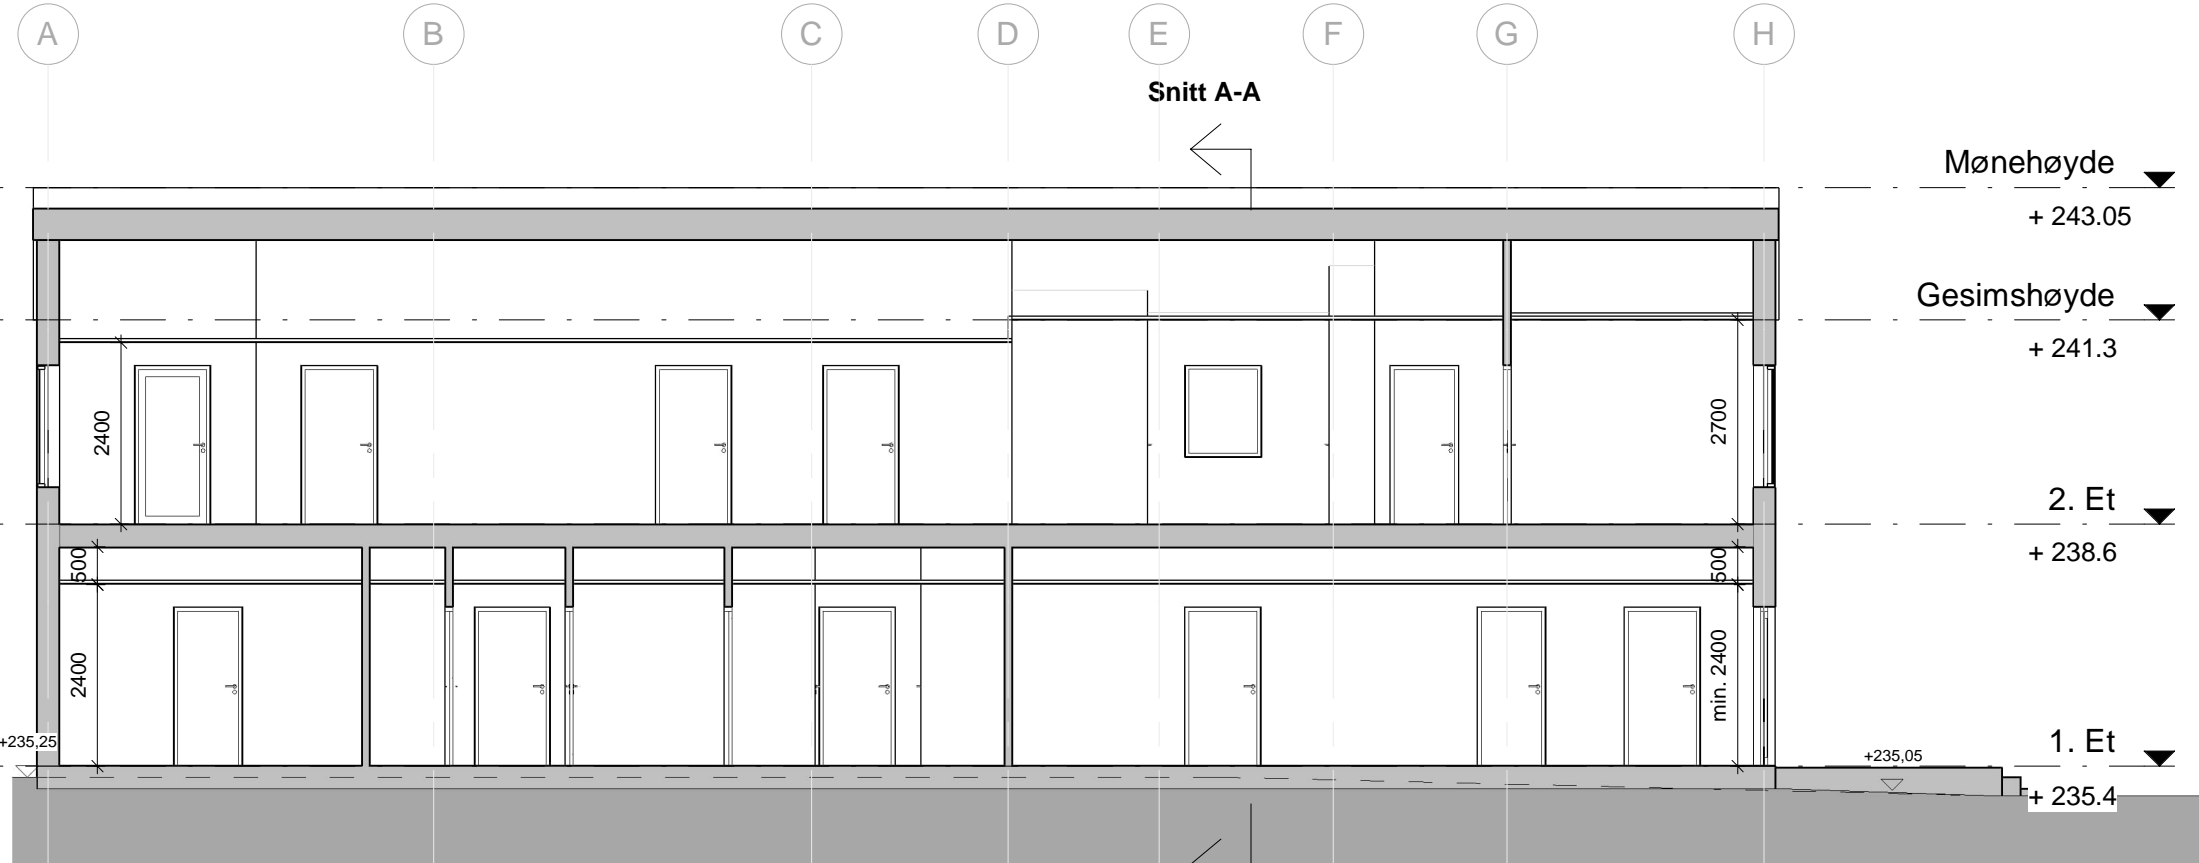 A B C D E F G H
Snitt A-A
Mønehøyde
+ 243.05
Gesimshøyde
+ 241.3
2400
2700
2. Et
+ 238.6
500
500
2400
min. 2400
+235,25
1. Et
+235,05
+ 235.4